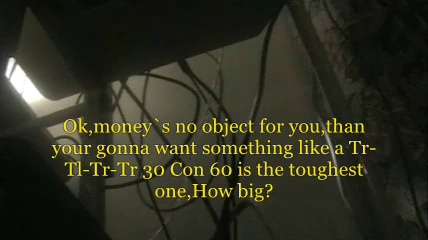 Ok,money`s no object for you,than
your gonna want something like a Tr-
Tl-Tr-Tr 30 Con 60 is the toughest
one,How big?